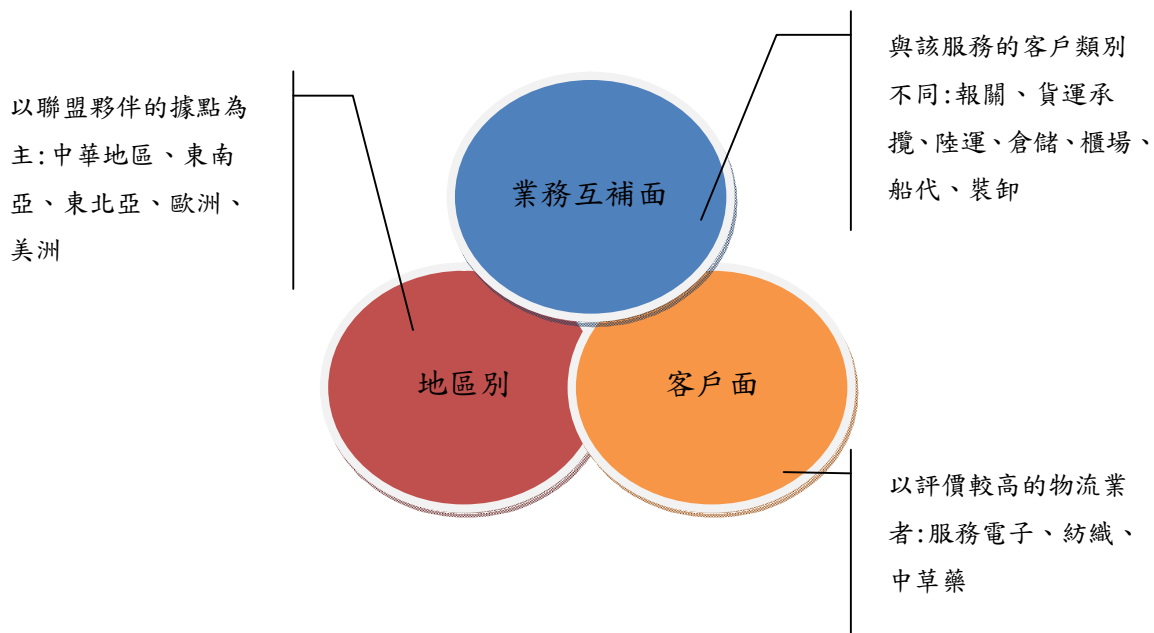 以聯盟夥伴的據點為
主:中華地區、東南
亞、東北亞、歐洲、
美洲
業務互補面
與該服務的客戶類別
不同:報關、貨運承
攬、陸運、倉儲、櫃場、
船代、裝卸
地區別
客戶面
以評價較高的物流業
者:服務電子、紡織、
中草藥